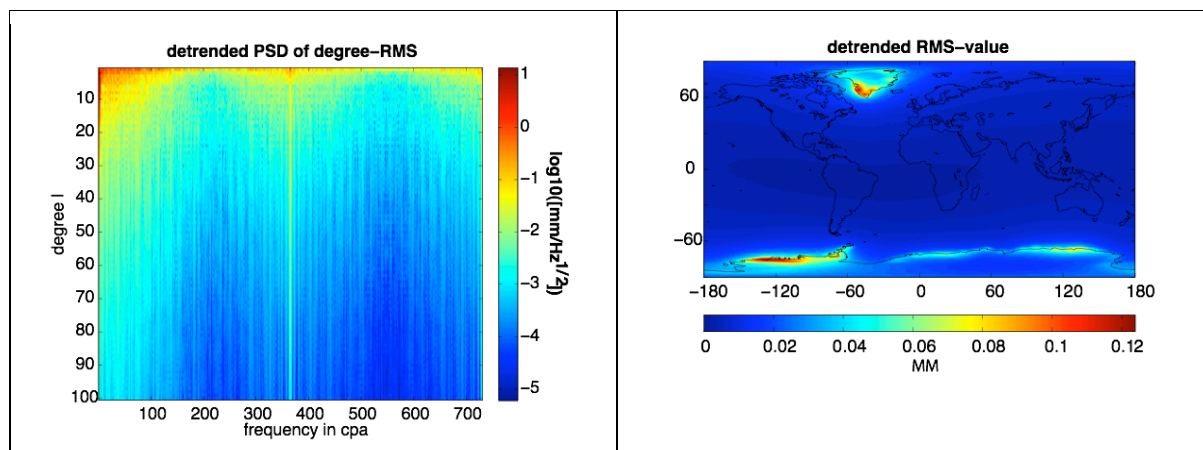 detrended PSD of degree-RMS
degree l
10
20
30
40
50
60
70
80
90
100
100 200 300 400 500 600 700
frequency in cpa
1
0
−1
−2
−3
−4
−5
log10([mm/Hz^1/2])
detrended RMS-value
60
0
−60
−180 −120 −60 0 60 120 180
0 0.02 0.04 0.06 0.08 0.1 0.12
MM